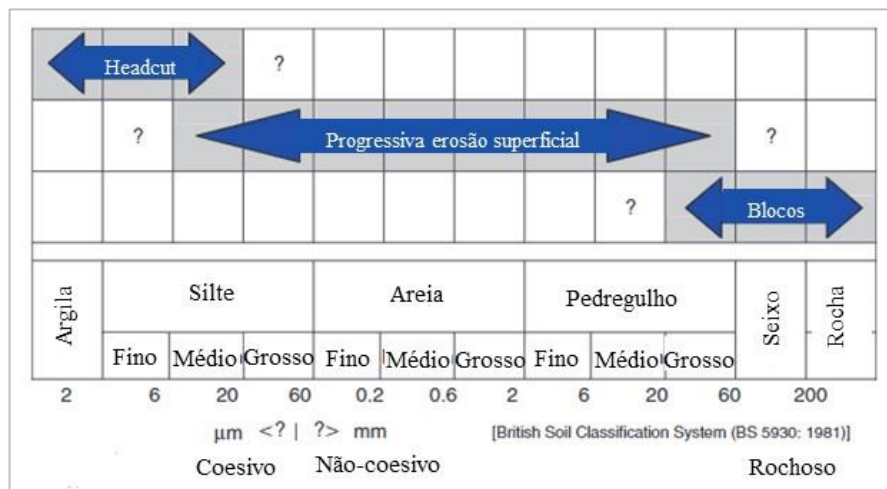 Headcut ?
? Progressiva erosão superficial ?
? Blocos
Argila Silte Areia Pedregulho Seixo Rocha
Fino Médio Grosso Fino Médio Grosso Fino Médio Grosso
2 6 20 60 0.2 0.6 2 6 20 60 200
μm <? | ?> mm [British Soil Classification System (BS 5930: 1981)]
Coesivo Não-coesivo Rochoso